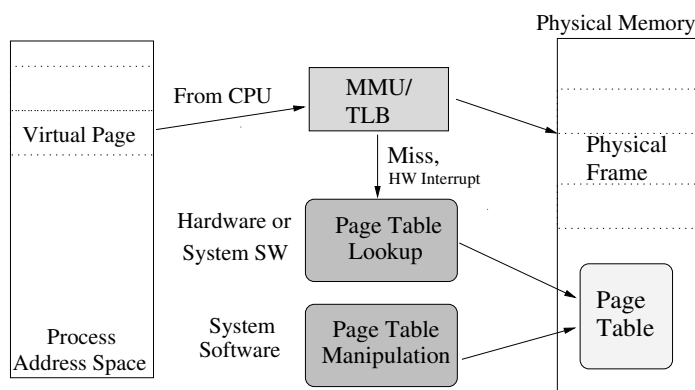 Physical Memory
From CPU
MMU/
TLB
Virtual Page
Miss,
HW Interrupt
Physical
Frame
Hardware or
System SW
Page Table
Lookup
Page
Table
System
Software
Page Table
Manipulation
Process
Address Space